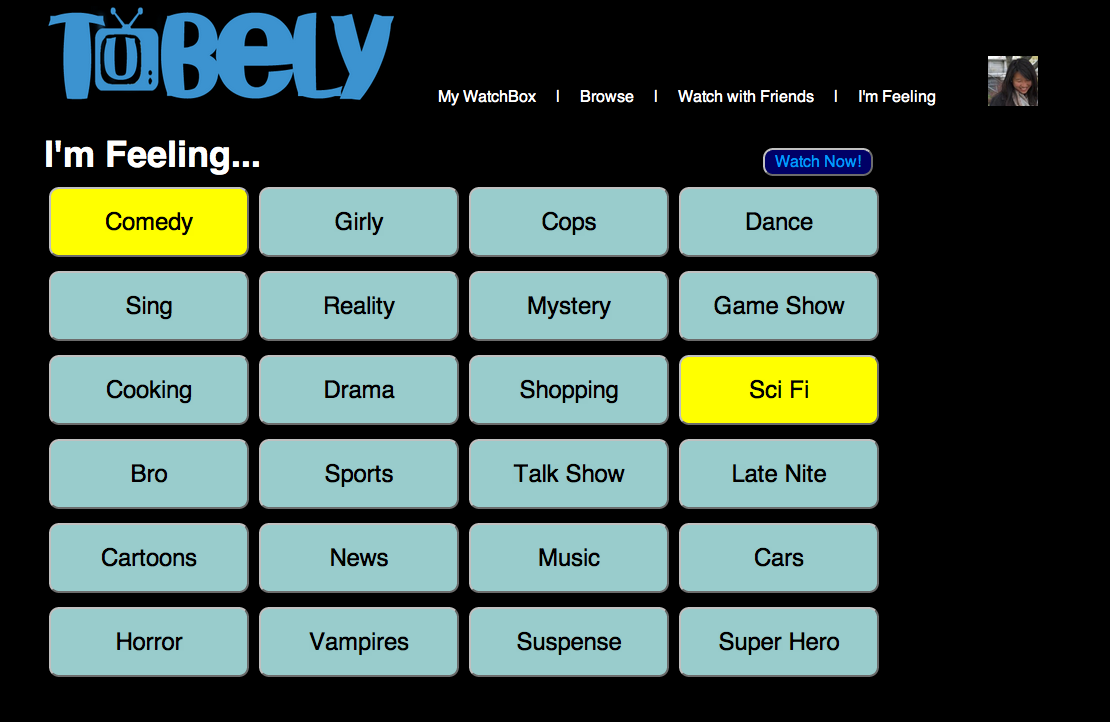 TUBELY
My WatchBox | Browse | Watch with Friends | I'm Feeling
I'm Feeling...
Watch Now!
Comedy Girly Cops Dance
Sing Reality Mystery Game Show
Cooking Drama Shopping Sci Fi
Bro Sports Talk Show Late Nite
Cartoons News Music Cars
Horror Vampires Suspense Super Hero